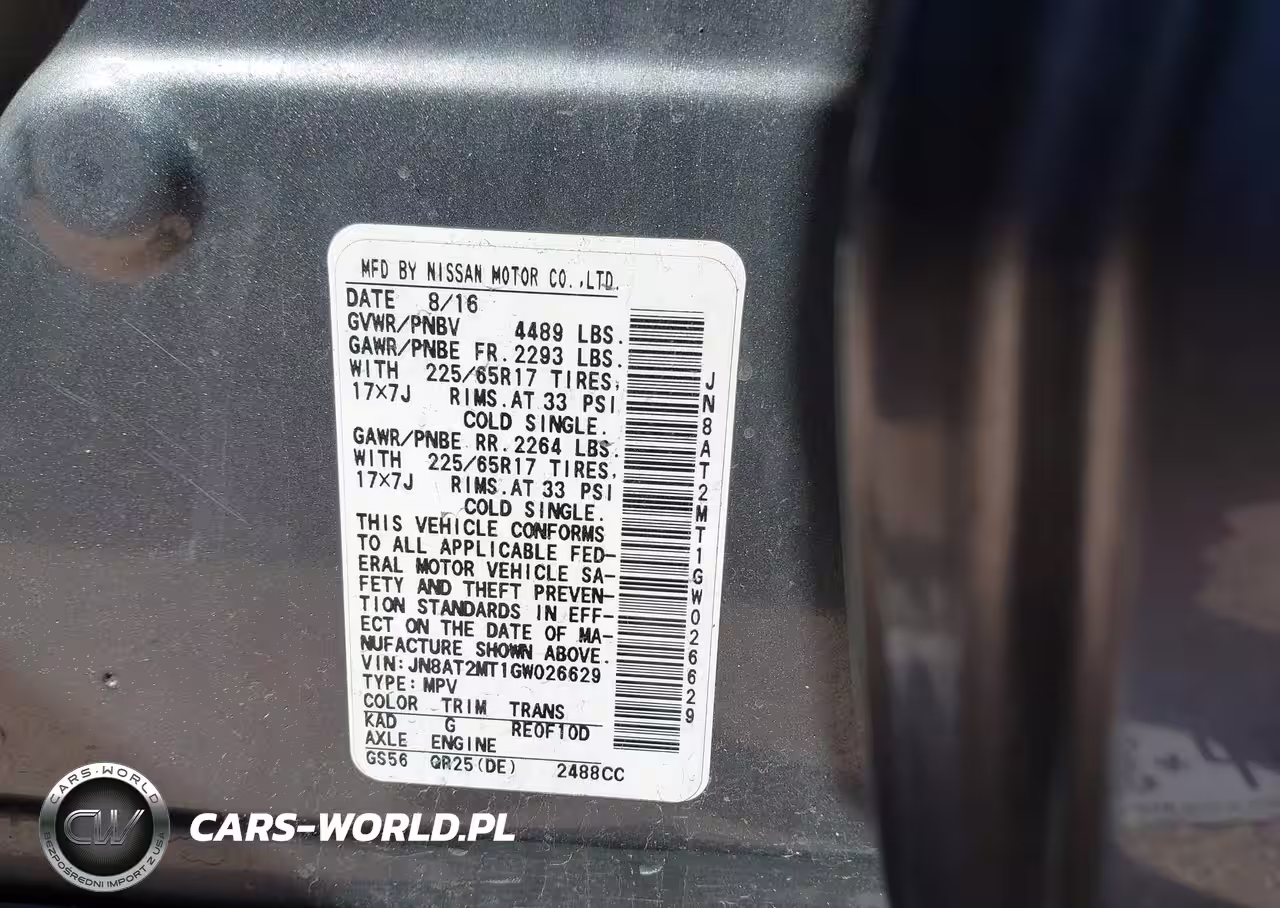 MFD BY NISSAN MOTOR CO.,LTD.
DATE 8/16
GVWR/PNBV 4489 LBS.
GAWR/PNBE FR. 2293 LBS.
WITH 225/65R17 TIRES,
17×7J RIMS.AT 33 PSI
COLD SINGLE.
GAWR/PNBE RR. 2264 LBS.
WITH 225/65R17 TIRES,
17×7J RIMS.AT 33 PSI
COLD SINGLE.
THIS VEHICLE CONFORMS
TO ALL APPLICABLE FED-
ERAL MOTOR VEHICLE SA-
FETY AND THEFT PREVEN-
TION STANDARDS IN EFF-
ECT ON THE DATE OF MA-
NUFACTURE SHOWN ABOVE.
VIN:JN8AT2MT1GW026629
TYPE:MPV
COLOR TRIM TRANS
KAD G RE0F10D
AXLE ENGINE
GS56 QR25(DE) 2488CC
JN8AT2MT1GW026629
CARS-WORLD
CW
BEZPOŚREDNI IMPORT Z USA
CARS-WORLD.PL